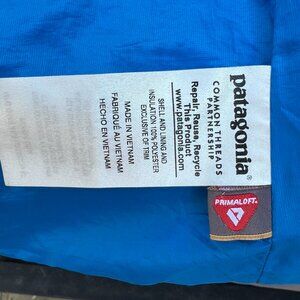 patagonia®
COMMON THREADS
PARTNERSHIP
Repair, Reuse, Recycle
This Product
www.patagonia.com
SHELL AND LINING AND
INSULATION 100% POLYESTER
EXCLUSIVE OF TRIM
MADE IN VIETNAM
FABRIQUÉ AU VIETNAM
HECHO EN VIETNAM
PRIMALOFT.